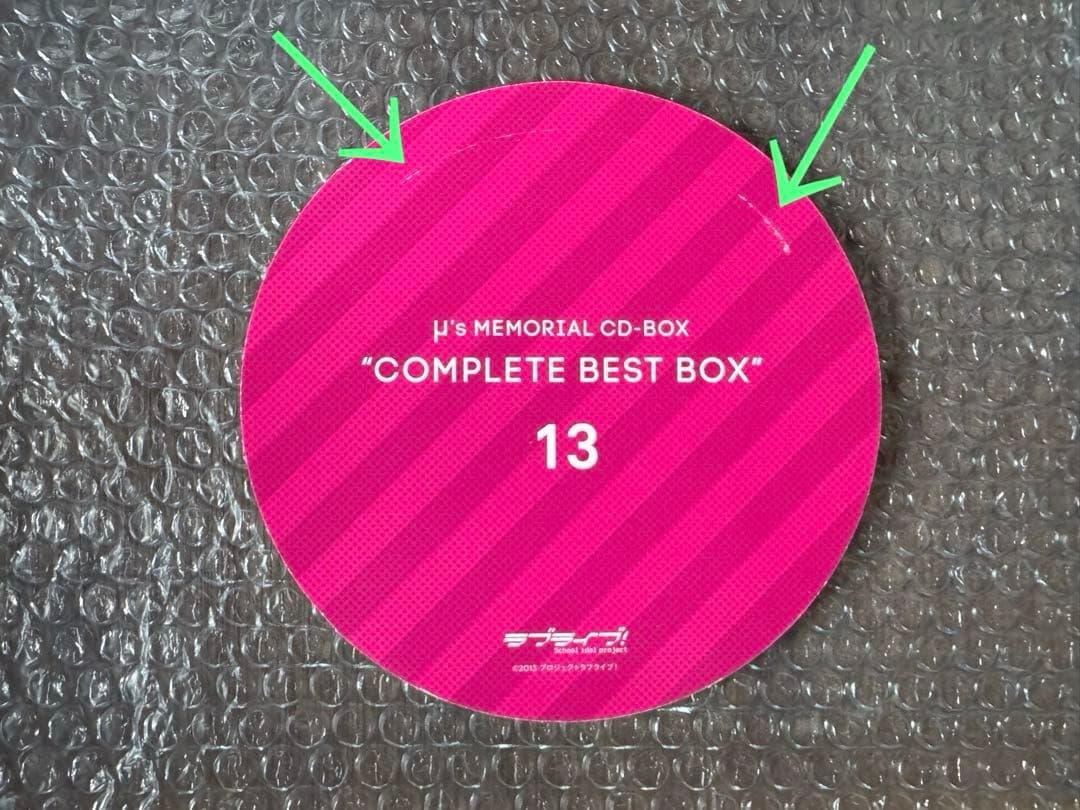 μ's MEMORIAL CD-BOX
“COMPLETE BEST BOX”
13
ラブライブ!
School idol project
©2013 プロジェクトラブライブ!